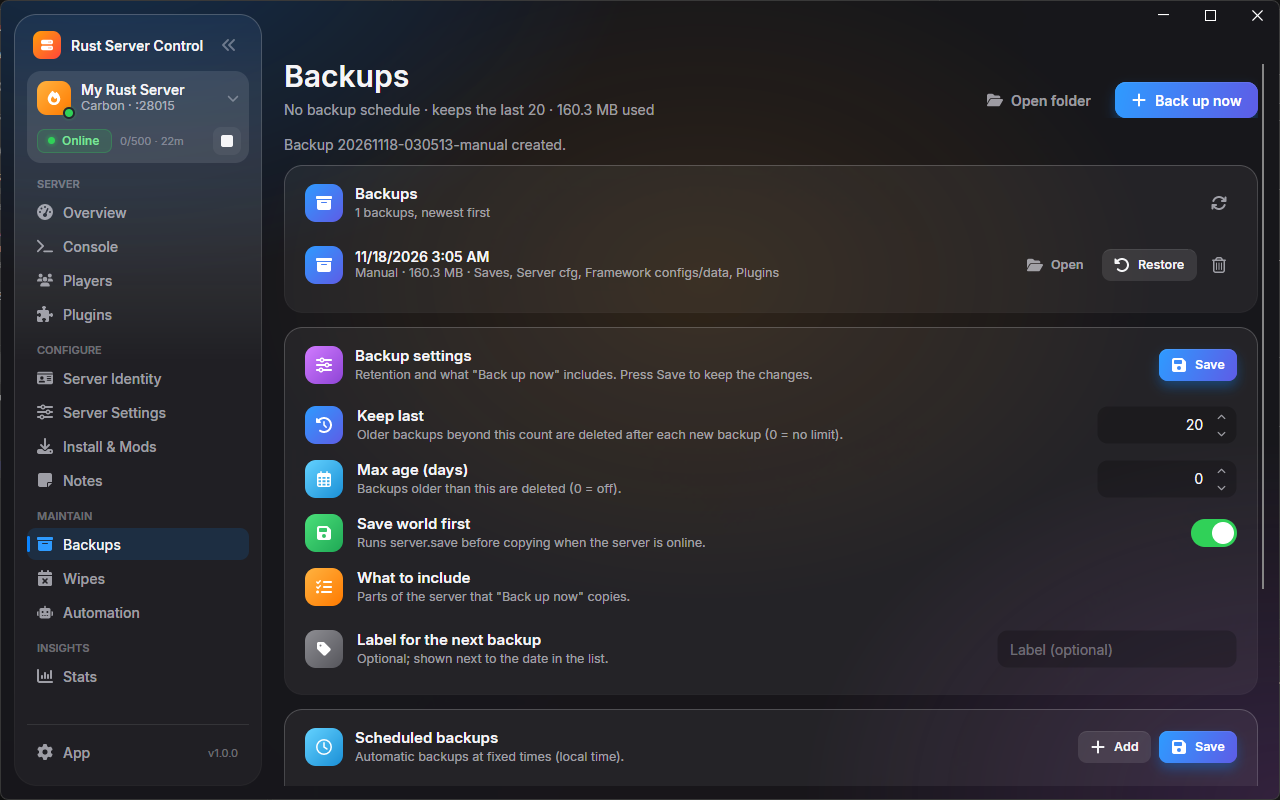 Rust Server Control
My Rust Server
Carbon · :28015
Online
0/500 · 22m
SERVER
Overview
Console
Players
Plugins
CONFIGURE
Server Identity
Server Settings
Install & Mods
Notes
MAINTAIN
Backups
Wipes
Automation
INSIGHTS
Stats
App
v1.0.0
Backups
No backup schedule · keeps the last 20 · 160.3 MB used
Open folder
Back up now
Backup 20261118-030513-manual created.
Backups
1 backups, newest first
11/18/2026 3:05 AM
Manual · 160.3 MB · Saves, Server cfg, Framework configs/data, Plugins
Open
Restore
Backup settings
Retention and what "Back up now" includes. Press Save to keep the changes.
Save
Keep last
Older backups beyond this count are deleted after each new backup (0 = no limit).
20
Max age (days)
Backups older than this are deleted (0 = off).
0
Save world first
Runs server.save before copying when the server is online.
What to include
Parts of the server that "Back up now" copies.
Label for the next backup
Optional; shown next to the date in the list.
Label (optional)
Scheduled backups
Automatic backups at fixed times (local time).
Add
Save